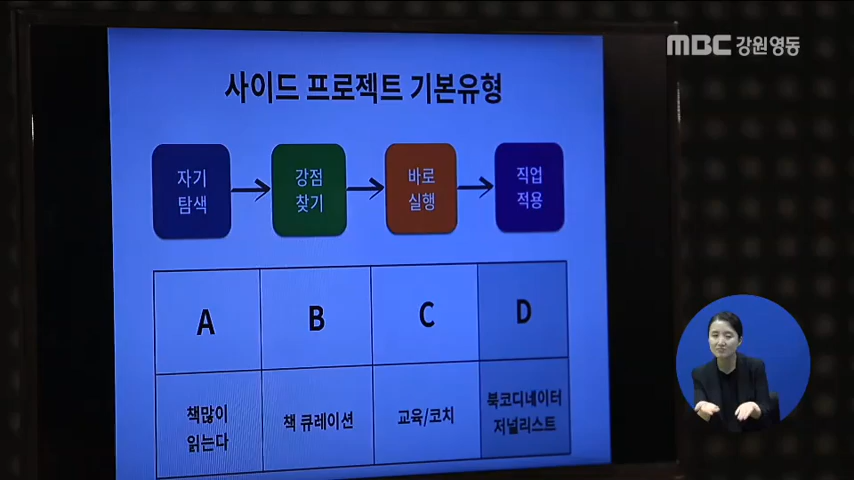 MBC 강원영동
사이드 프로젝트 기본유형
자기
탐색
강점
찾기
바로
실행
직업
적용
A
B
C
D
책많이
읽는다
책 큐레이션
교육/코치
북코디네이터
저널리스트